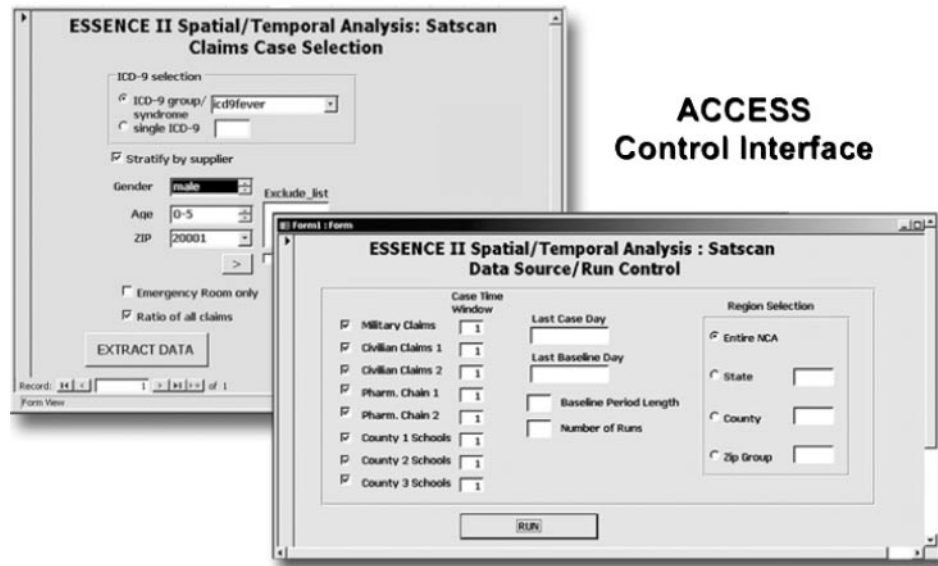 ESSENCE II Spatial/Temporal Analysis: Satscan
Claims Case Selection
ICD-9 selection
ICD-9 group/ icd9fever
syndrome
single ICD-9
Stratify by supplier
Gender male
Exclude_list
Age 0-5
ZIP 20001
>
Emergency Room only
Ratio of all claims
EXTRACT DATA
Record: 1 of 1
Form View
ACCESS
Control Interface
Form1 : Form
ESSENCE II Spatial/Temporal Analysis : Satscan
Data Source/Run Control
Case Time
Window
Military Claims 1
Civilian Claims 1 1
Civilian Claims 2 1
Pharm. Chain 1 1
Pharm. Chain 2 1
County 1 Schools 1
County 2 Schools 1
County 3 Schools 1
Last Case Day
Last Baseline Day
Baseline Period Length
Number of Runs
Region Selection
Entire NCA
State
County
Zip Group
RUN